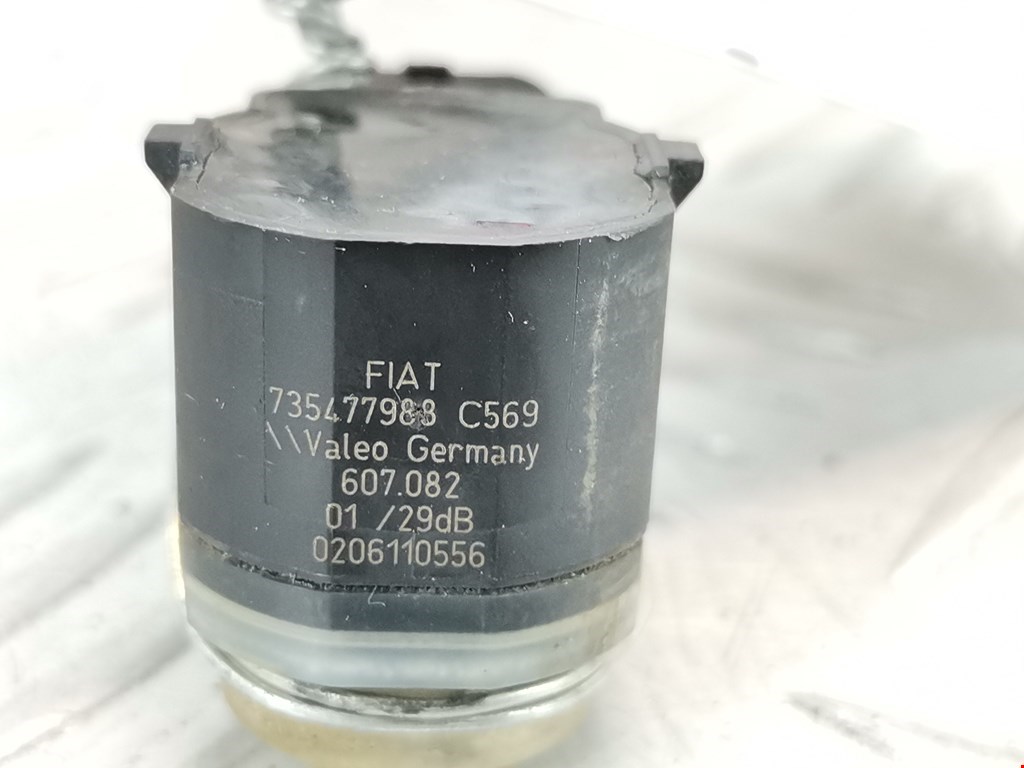 FIAT
735477988 C569
\\Valeo Germany
607.082
01 /29dB
0206110556